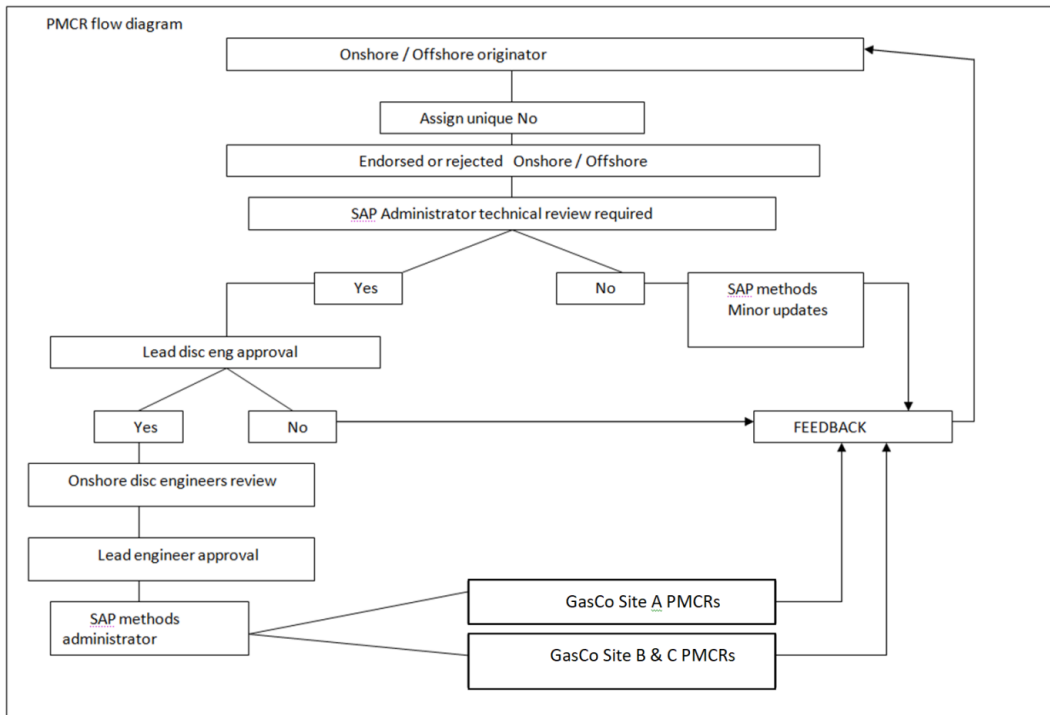 PMCR flow diagram
Onshore / Offshore originator
Assign unique No
Endorsed or rejected Onshore / Offshore
SAP Administrator technical review required
Yes
No
SAP methods
Minor updates
Lead disc eng approval
Yes
No
FEEDBACK
Onshore disc engineers review
Lead engineer approval
SAP methods
administrator
GasCo Site A PMCRs
GasCo Site B & C PMCRs